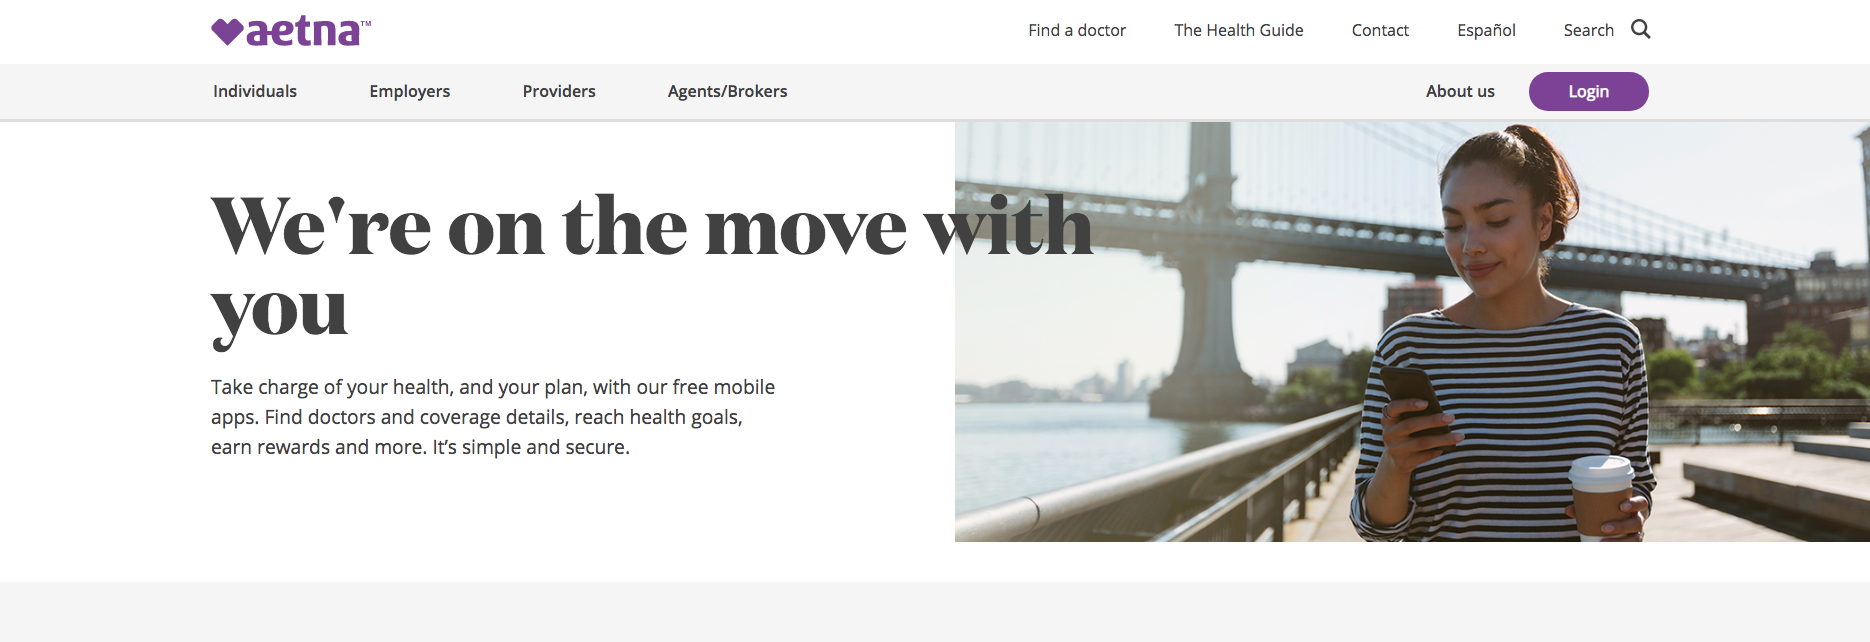 aetna™
Find a doctor
The Health Guide
Contact
Español
Search
Individuals
Employers
Providers
Agents/Brokers
About us
Login
We're on the move with
you
Take charge of your health, and your plan, with our free mobile
apps. Find doctors and coverage details, reach health goals,
earn rewards and more. It’s simple and secure.